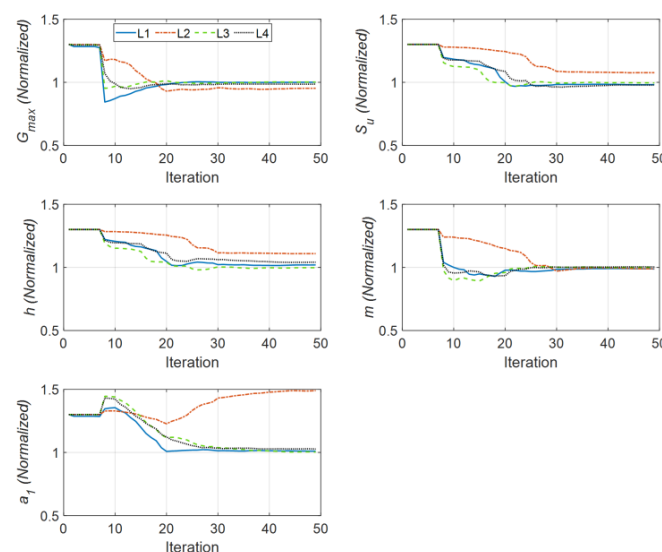 1.5
1
0.5
G_max (Normalized)
L1 L2 L3 L4
0 10 20 30 40 50
Iteration
1.5
1
0.5
S_u (Normalized)
0 10 20 30 40 50
Iteration
1.5
1
0.5
h (Normalized)
0 10 20 30 40 50
Iteration
1.5
1
0.5
m (Normalized)
0 10 20 30 40 50
Iteration
1.5
1
0.5
a_1 (Normalized)
0 10 20 30 40 50
Iteration